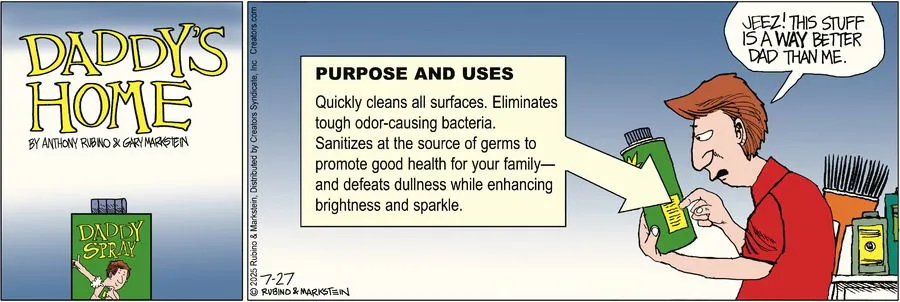 DADDY'S
HOME
BY ANTHONY RUBINO & GARY MARKSTEIN
DADDY
SPRAY
© 2025 Rubino & Markstein, Distributed by Creators Syndicate, Inc Creators.com
PURPOSE AND USES
Quickly cleans all surfaces. Eliminates
tough odor-causing bacteria.
Sanitizes at the source of germs to
promote good health for your family—
and defeats dullness while enhancing
brightness and sparkle.
JEEZ! THIS STUFF
IS A WAY BETTER
DAD THAN ME.
7-27
© RUBINO & MARKSTEIN